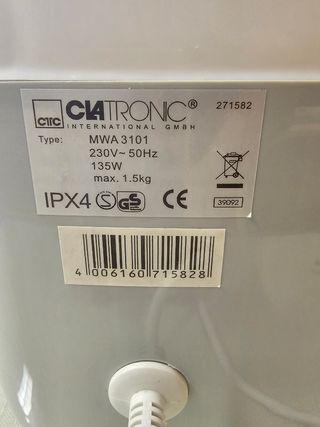 CTC CLATRONIC® 271582
INTERNATIONAL GMBH
Type: MWA 3101
230V~ 50Hz
135W
max. 1.5kg
IPX4 S GS CE 39092
4 006160 715828